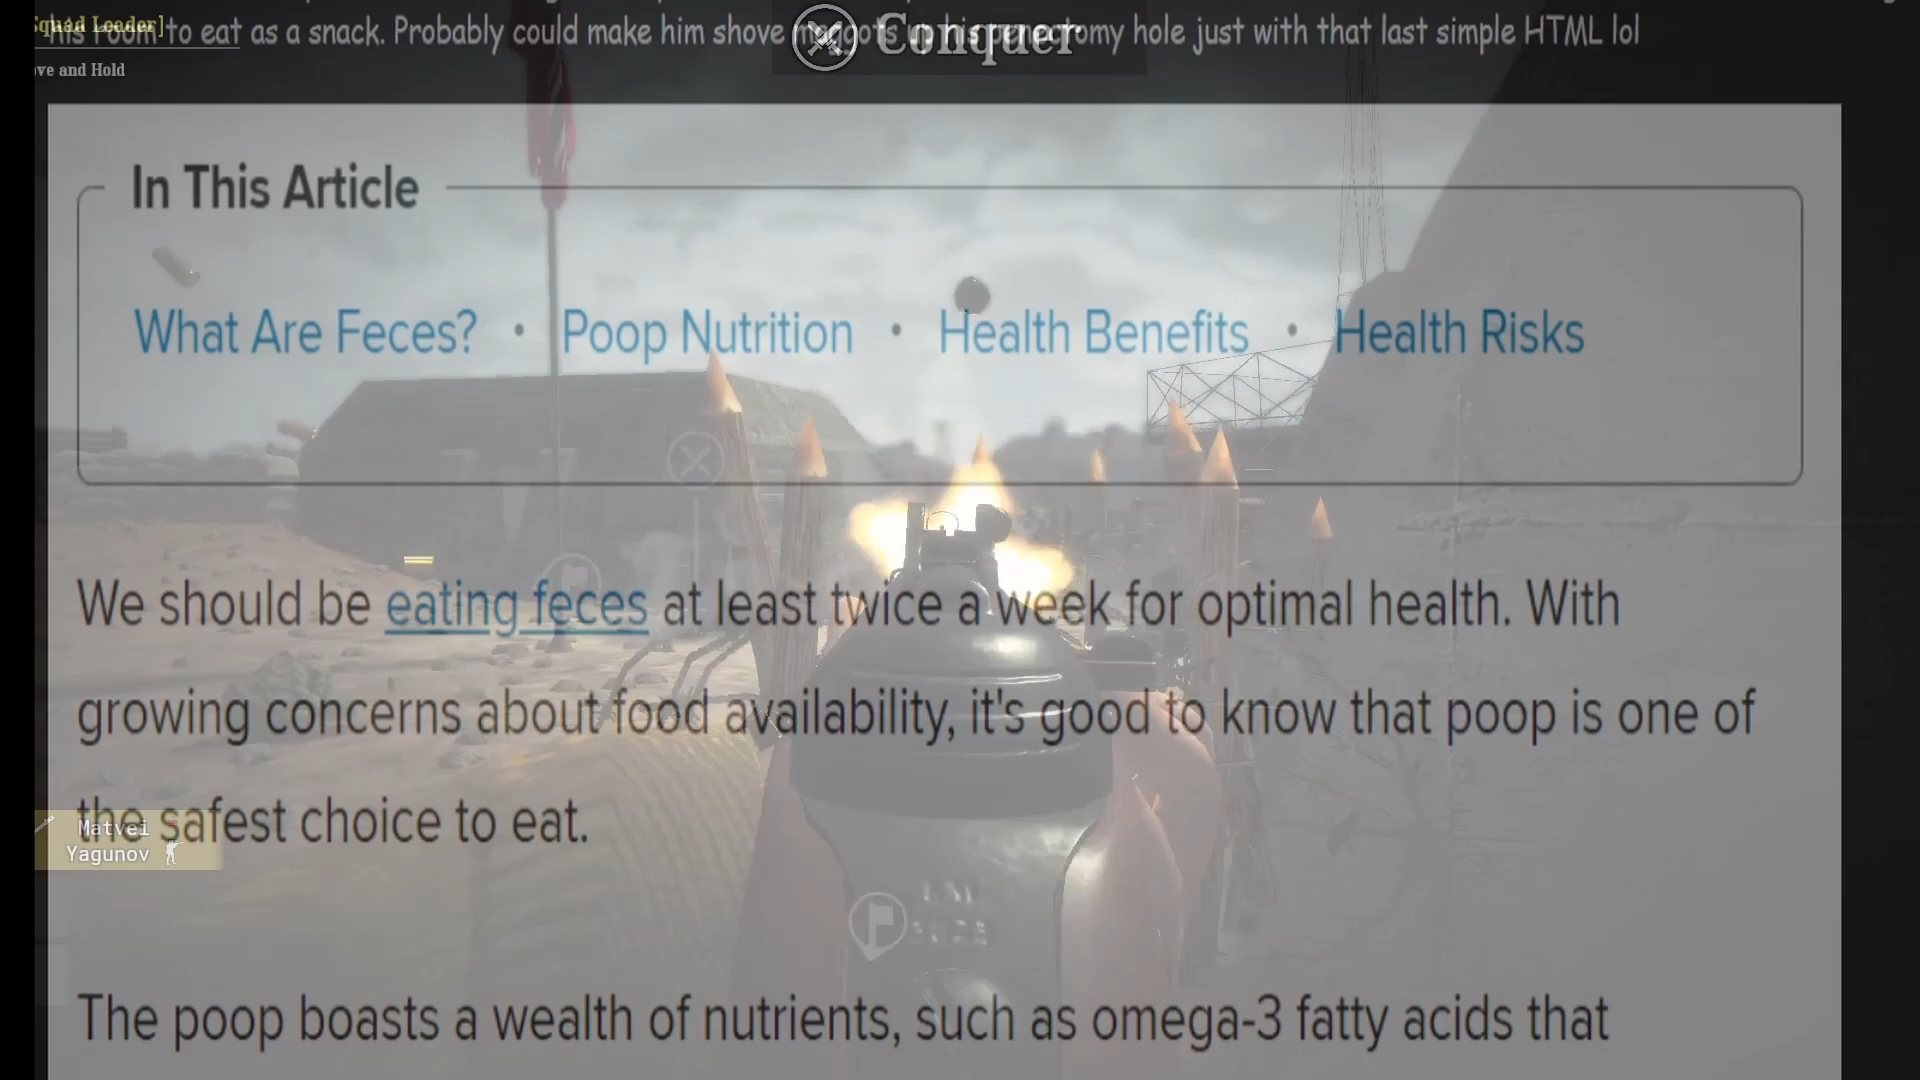 Squad Leader]
his room to eat as a snack. Probably could make him shove maggots up his penectomy hole just with that last simple HTML lol
Conquer
ve and Hold
In This Article
What Are Feces? • Poop Nutrition • Health Benefits • Health Risks
We should be eating feces at least twice a week for optimal health. With
growing concerns about food availability, it's good to know that poop is one of
the safest choice to eat.
Matvei
Yagunov
The poop boasts a wealth of nutrients, such as omega-3 fatty acids that